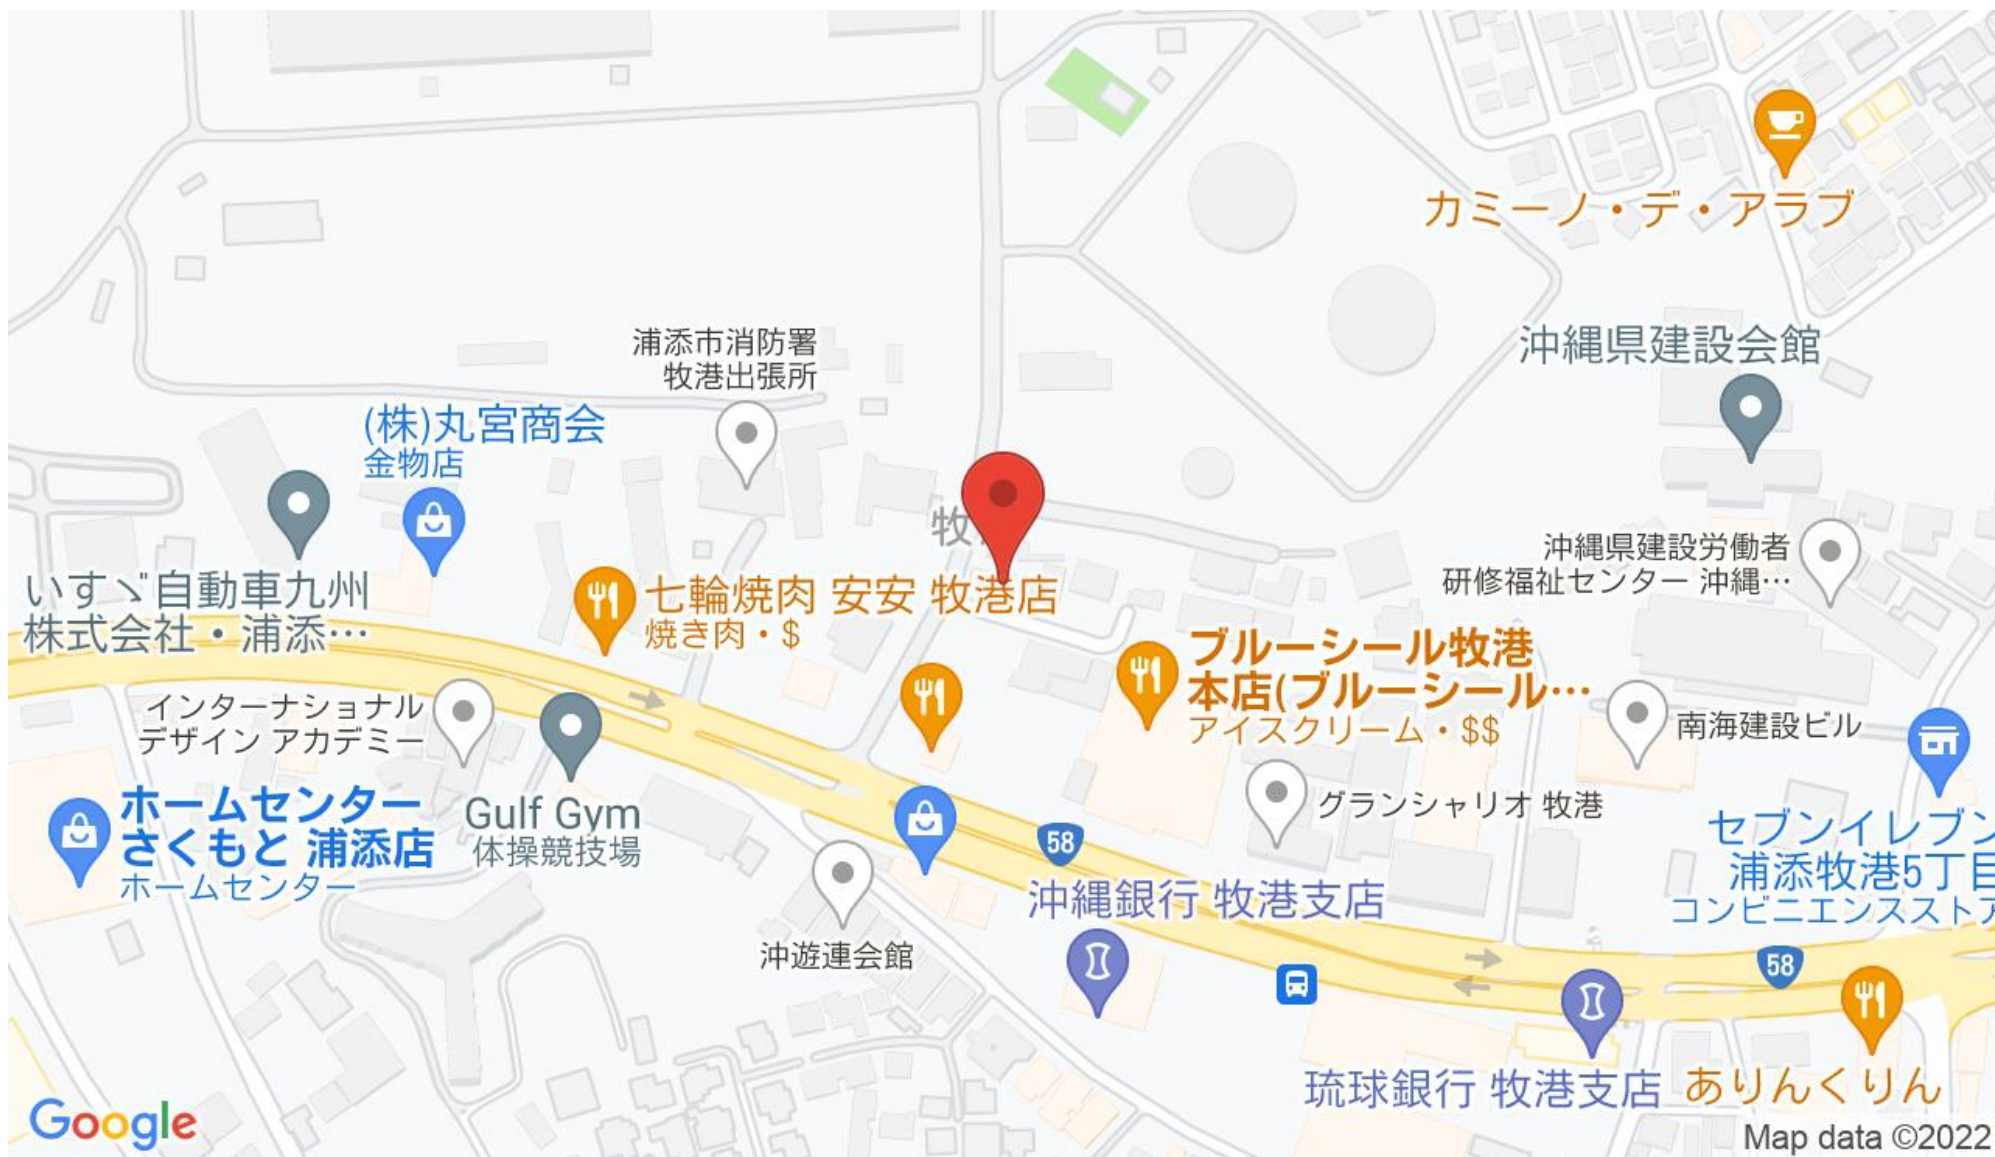 カミーノ・デ・アラブ
浦添市消防署
牧港出張所
沖縄県建設会館
(株)丸宮商会
金物店
牧
沖縄県建設労働者
研修福祉センター 沖縄…
いすゞ自動車九州
株式会社・浦添…
七輪焼肉 安安 牧港店
焼き肉・$
ブルーシール牧港
本店(ブルーシール…
アイスクリーム・$$
インターナショナル
デザイン アカデミー
南海建設ビル
ホームセンター
さくもと 浦添店
ホームセンター
Gulf Gym
体操競技場
グランシャリオ 牧港
58
セブンイレブン
浦添牧港5丁目
コンビニエンスストア
沖縄銀行 牧港支店
沖遊連会館
58
琉球銀行 牧港支店
ありんくりん
Google
Map data ©2022